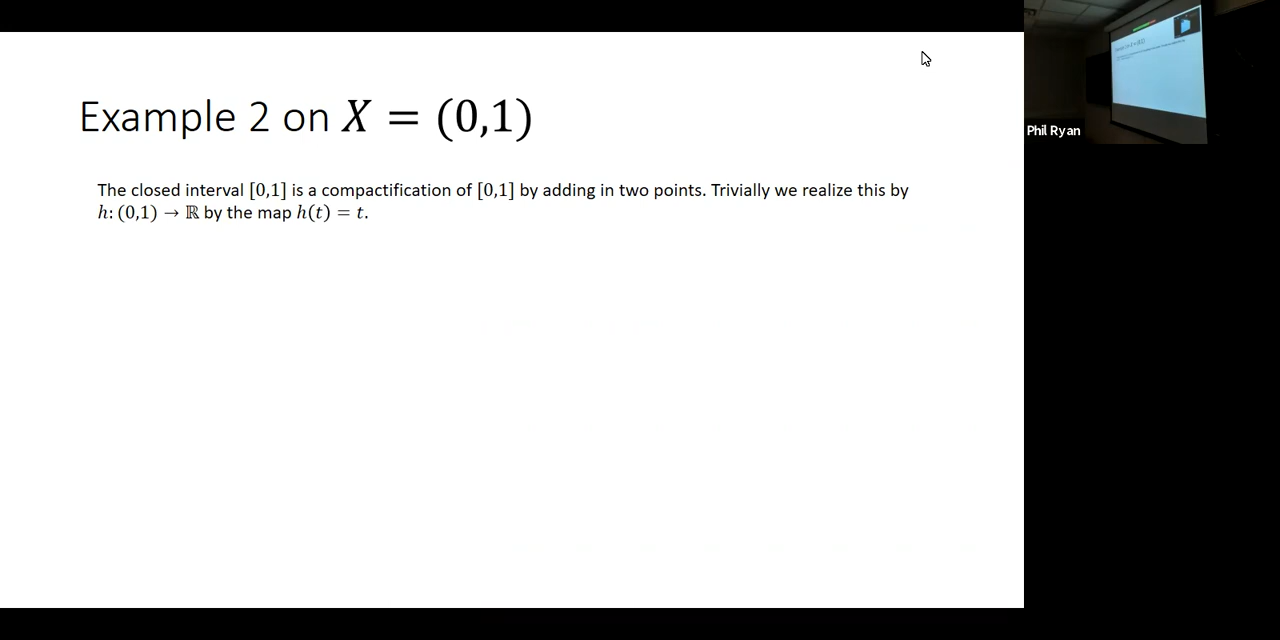 Example 2 on X = (0,1)
The closed interval [0,1] is a compactification of [0,1] by adding in two points. Trivially we realize this by
h: (0,1) → ℝ by the map h(t) = t.
Phil Ryan